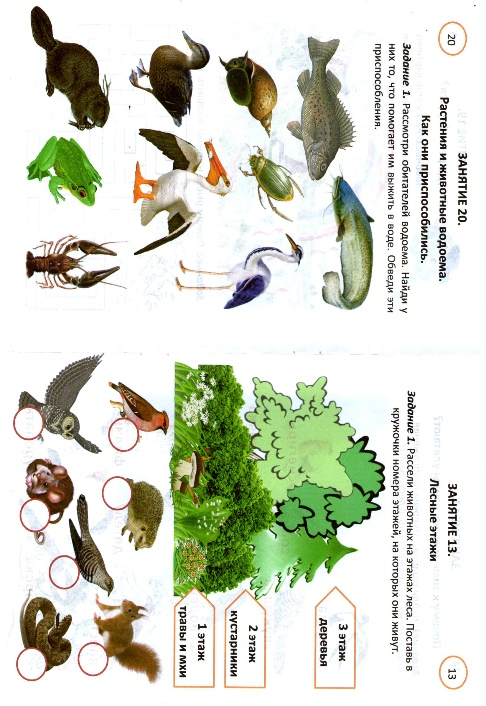 20
ЗАНЯТИЕ 20.
Растения и животные водоема.
Как они приспособились.
Задание 1. Рассмотри обитателей водоема. Найди у
них то, что помогает им выжить в воде. Обведи эти
приспособления.
ЗАНЯТИЕ 13.
Лесные этажи
13
Задание 1. Рассели животных на этажах леса. Поставь в
кружочки номера этажей, на которых они живут.
3 этаж
деревья
2 этаж
кустарники
1 этаж
травы и мхи